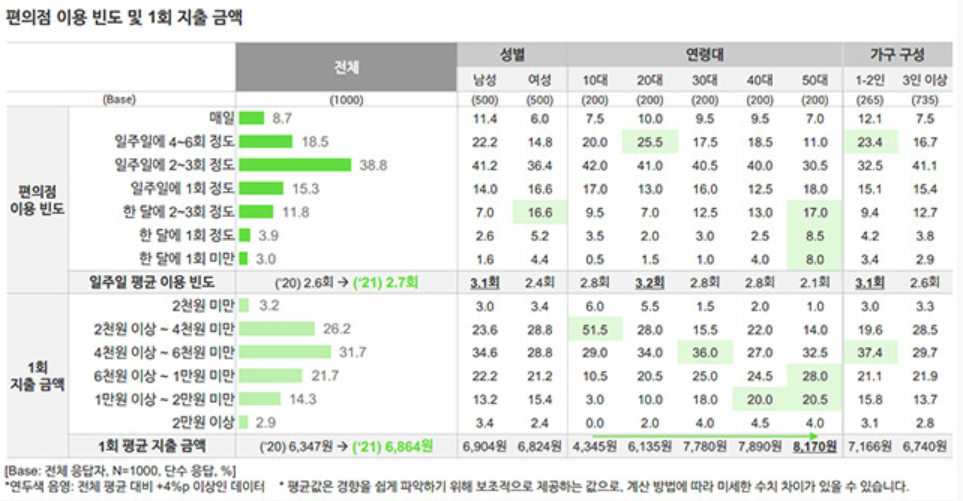 편의점 이용 빈도 및 1회 지출 금액
전체 성별 연령대 가구 구성
남성 여성 10대 20대 30대 40대 50대 1-2인 3인 이상
(Base) (1000) (500) (500) (200) (200) (200) (200) (200) (265) (735)
편의점 이용 빈도
매일 8.7 11.4 6.0 7.5 10.0 9.5 9.5 7.0 12.1 7.5
일주일에 4~6회 정도 18.5 22.2 14.8 20.0 25.5 17.5 18.5 11.0 23.4 16.7
일주일에 2~3회 정도 38.8 41.2 36.4 42.0 41.0 40.5 40.0 30.5 32.5 41.1
일주일에 1회 정도 15.3 14.0 16.6 17.0 13.0 16.0 12.5 18.0 15.1 15.4
한 달에 2~3회 정도 11.8 7.0 16.6 9.5 7.0 12.5 13.0 17.0 9.4 12.7
한 달에 1회 정도 3.9 2.6 5.2 3.5 2.0 3.0 2.5 8.5 4.2 3.8
한 달에 1회 미만 3.0 1.6 4.4 0.5 1.5 1.0 4.0 8.0 3.4 2.9
일주일 평균 이용 빈도 ('20) 2.6회 → ('21) 2.7회 3.1회 2.4회 2.8회 3.2회 2.8회 2.8회 2.1회 3.1회 2.6회
1회 지출 금액
2천원 미만 3.2 3.0 3.4 6.0 5.5 1.5 2.0 1.0 3.0 3.3
2천원 이상 ~ 4천원 미만 26.2 23.6 28.8 51.5 28.0 15.5 22.0 14.0 19.6 28.5
4천원 이상 ~ 6천원 미만 31.7 34.6 28.8 29.0 34.0 36.0 27.0 32.5 37.4 29.7
6천원 이상 ~ 1만원 미만 21.7 22.2 21.2 10.5 20.5 25.0 24.5 28.0 21.1 21.9
1만원 이상 ~ 2만원 미만 14.3 13.2 15.4 3.0 10.0 18.0 20.0 20.5 15.8 13.7
2만원 이상 2.9 3.4 2.4 0.0 2.0 4.0 4.5 4.0 3.1 2.8
1회 평균 지출 금액 ('20) 6,347원 → ('21) 6,864원 6,904원 6,824원 4,345원 6,135원 7,780원 7,890원 8,170원 7,166원 6,740원
[Base: 전체 응답자, N=1000, 단수 응답, %]
*연두색 음영: 전체 평균 대비 +4%p 이상인 데이터 * 평균값은 경향을 쉽게 파악하기 위해 보조적으로 제공하는 값으로, 계산 방법에 따라 미세한 수치 차이가 있을 수 있습니다.